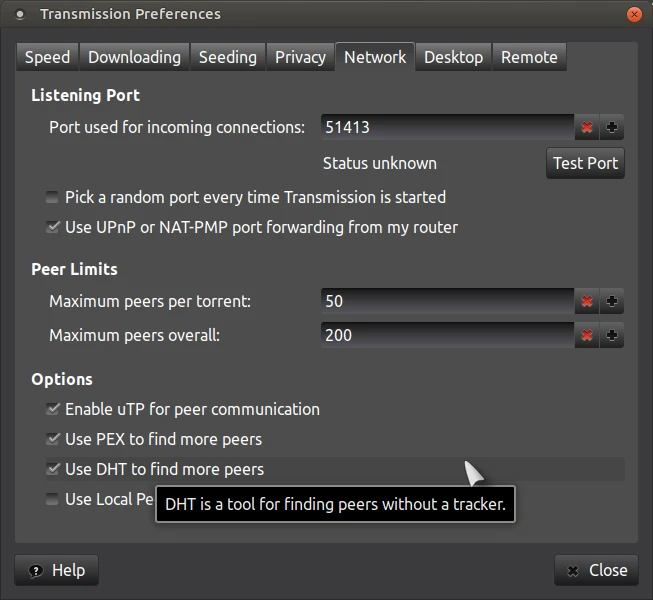 Transmission Preferences
Speed Downloading Seeding Privacy Network Desktop Remote
Listening Port
Port used for incoming connections: 51413
Status unknown Test Port
Pick a random port every time Transmission is started
Use UPnP or NAT-PMP port forwarding from my router
Peer Limits
Maximum peers per torrent: 50
Maximum peers overall: 200
Options
Enable uTP for peer communication
Use PEX to find more peers
Use DHT to find more peers
Use Local Pe
DHT is a tool for finding peers without a tracker.
Help Close